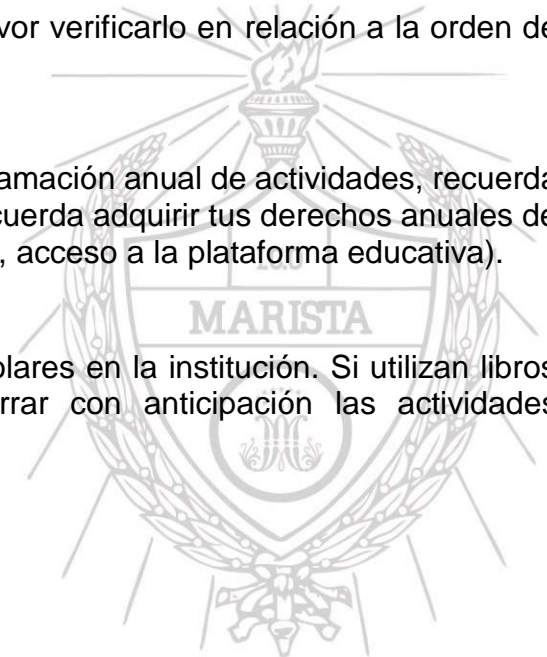 vor verificarlo en relación a la orden de
amación anual de actividades, recuerda
cuerda adquirir tus derechos anuales de
, acceso a la plataforma educativa).
MARISTA
olares en la institución. Si utilizan libros
rrar con anticipación las actividades